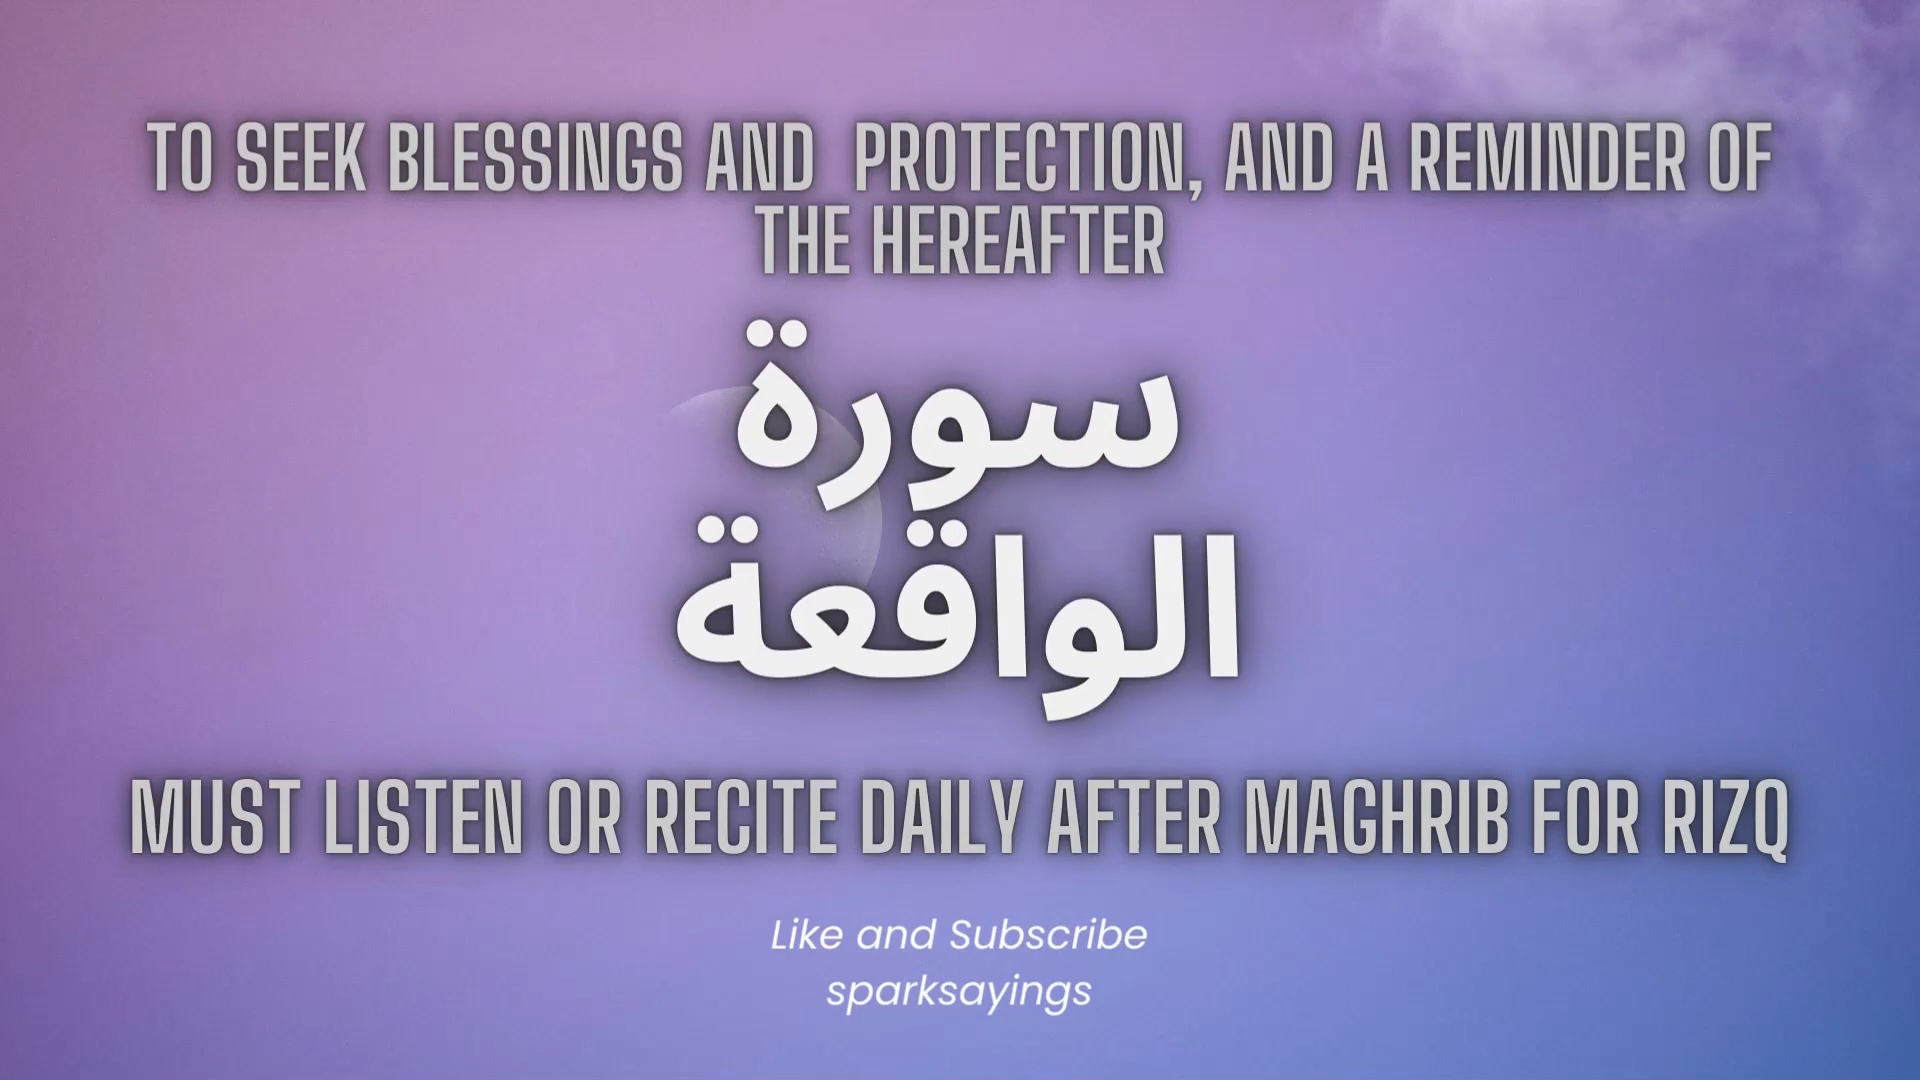 TO SEEK BLESSINGS AND PROTECTION, AND A REMINDER OF
THE HEREAFTER
سورة
الواقعة
MUST LISTEN OR RECITE DAILY AFTER MAGHRIB FOR RIZQ
Like and Subscribe
sparksayings